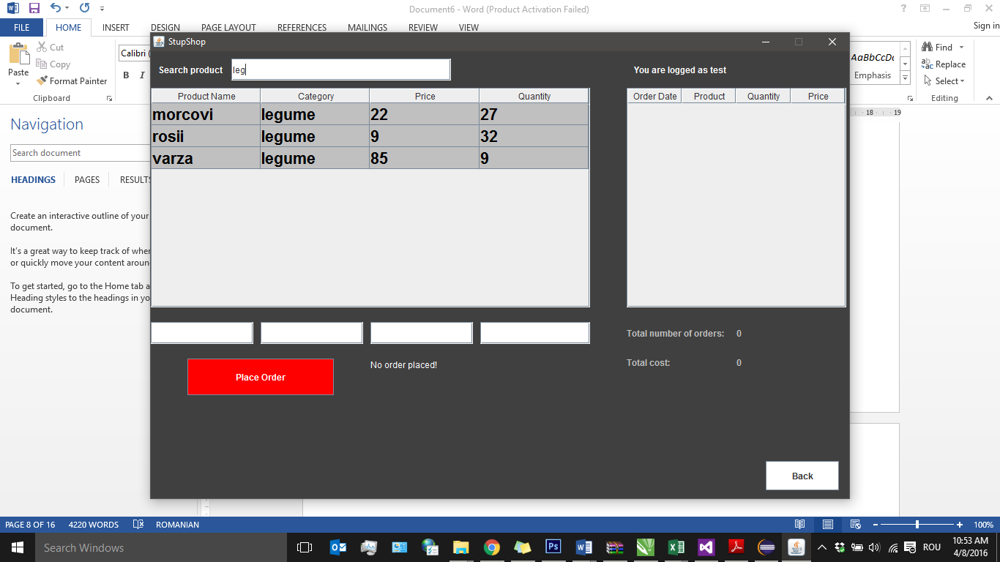 Document6 - Word (Product Activation Failed)
FILE HOME INSERT DESIGN PAGE LAYOUT REFERENCES MAILINGS REVIEW VIEW Sign in
Paste
Cut
Copy
Format Painter
Clipboard
Calibri (
B I
AaBbCcD
Emphasis
Find
Replace
Select
Editing
Navigation
Search document
HEADINGS PAGES RESULTS
Create an interactive outline of your
document.
It's a great way to keep track of wher
or quickly move your content aroun
To get started, go to the Home tab a
Heading styles to the headings in yo
document.
18 19
StupShop
Search product leg
You are logged as test
Product Name Category Price Quantity
morcovi legume 22 27
rosii legume 9 32
varza legume 85 9
Order Date Product Quantity Price
Total number of orders: 0
Total cost: 0
Place Order
No order placed!
Back
PAGE 8 OF 16 4220 WORDS ROMANIAN 100%
Search Windows
ROU
10:53 AM
4/8/2016